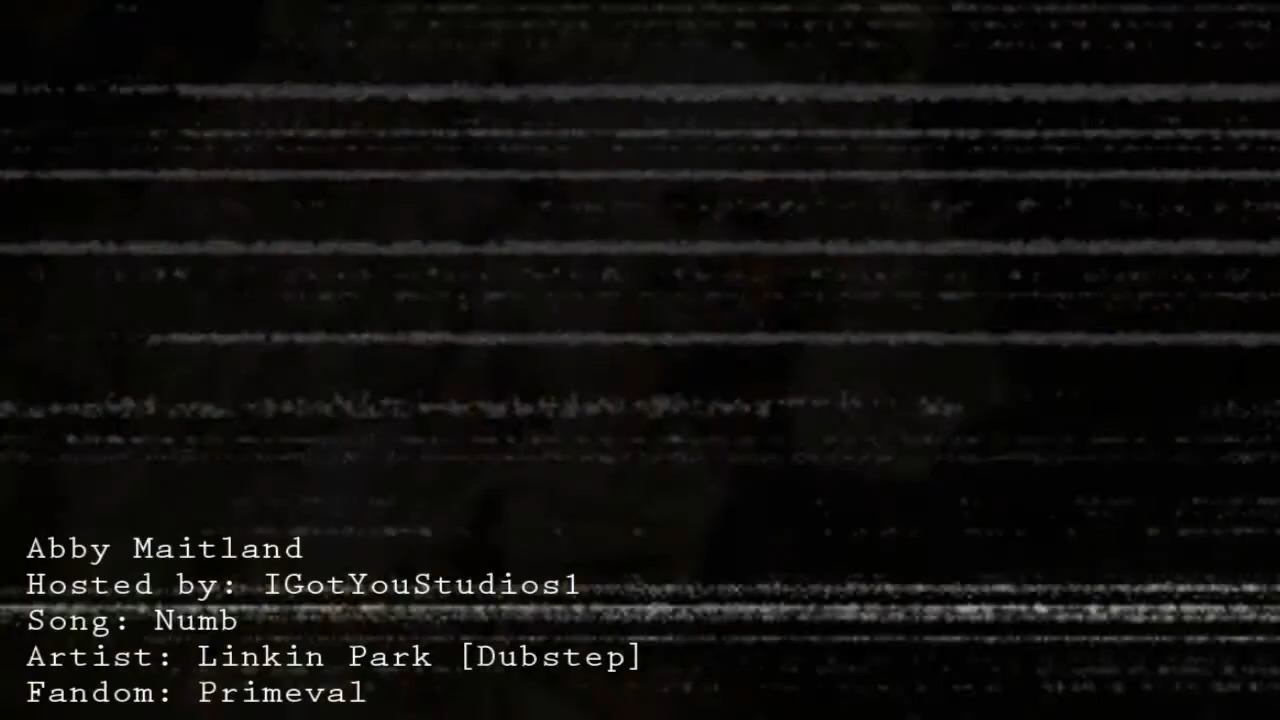 Abby Maitland
Hosted by: IGotYouStudios1
Song: Numb
Artist: Linkin Park [Dubstep]
Fandom: Primeval